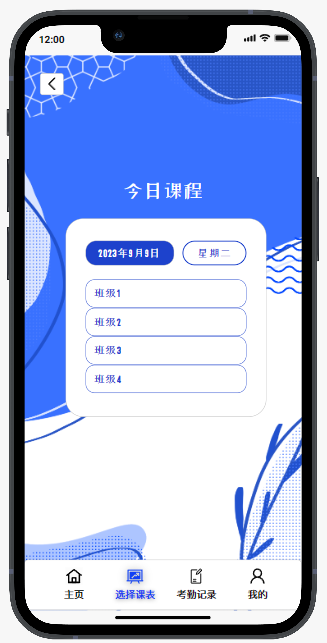 12:00
今日课程
2023年9月9日 星期二
班级1
班级2
班级3
班级4
主页 选择课表 考勤记录 我的